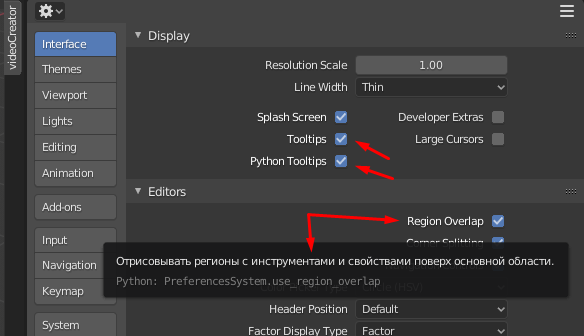 videoCreator
Interface
Themes
Viewport
Lights
Editing
Animation
Add-ons
Input
Navigation
Keymap
System
Display
Resolution Scale 1.00
Line Width Thin
Splash Screen Developer Extras
Tooltips Large Cursors
Python Tooltips
Editors
Region Overlap
Corner Splitting
Отрисовывать регионы с инструментами и свойствами поверх основной области.
Python: PreferencesSystem.use_region_overlap
Header Position Default
Factor Display Type Factor